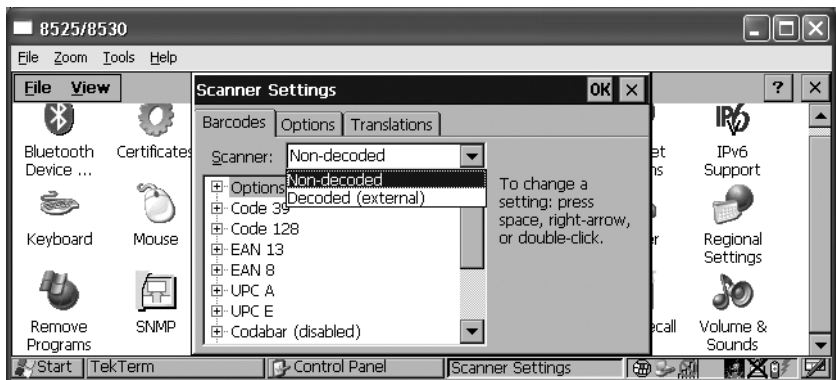 8525/8530
File Zoom Tools Help
File View
? ×
Scanner Settings OK ×
Barcodes Options Translations
Scanner: Non-decoded
Non-decoded
Decoded (external)
Options
Code 39
Code 128
EAN 13
EAN 8
UPC A
UPC E
Codabar (disabled)
To change a
setting: press
space, right-arrow,
or double-click.
Bluetooth
Device ...
Certificates
IPv6
IPv6
Support
Keyboard
Mouse
Regional
Settings
Remove
Programs
SNMP
Volume &
Sounds
Start TekTerm Control Panel Scanner Settings